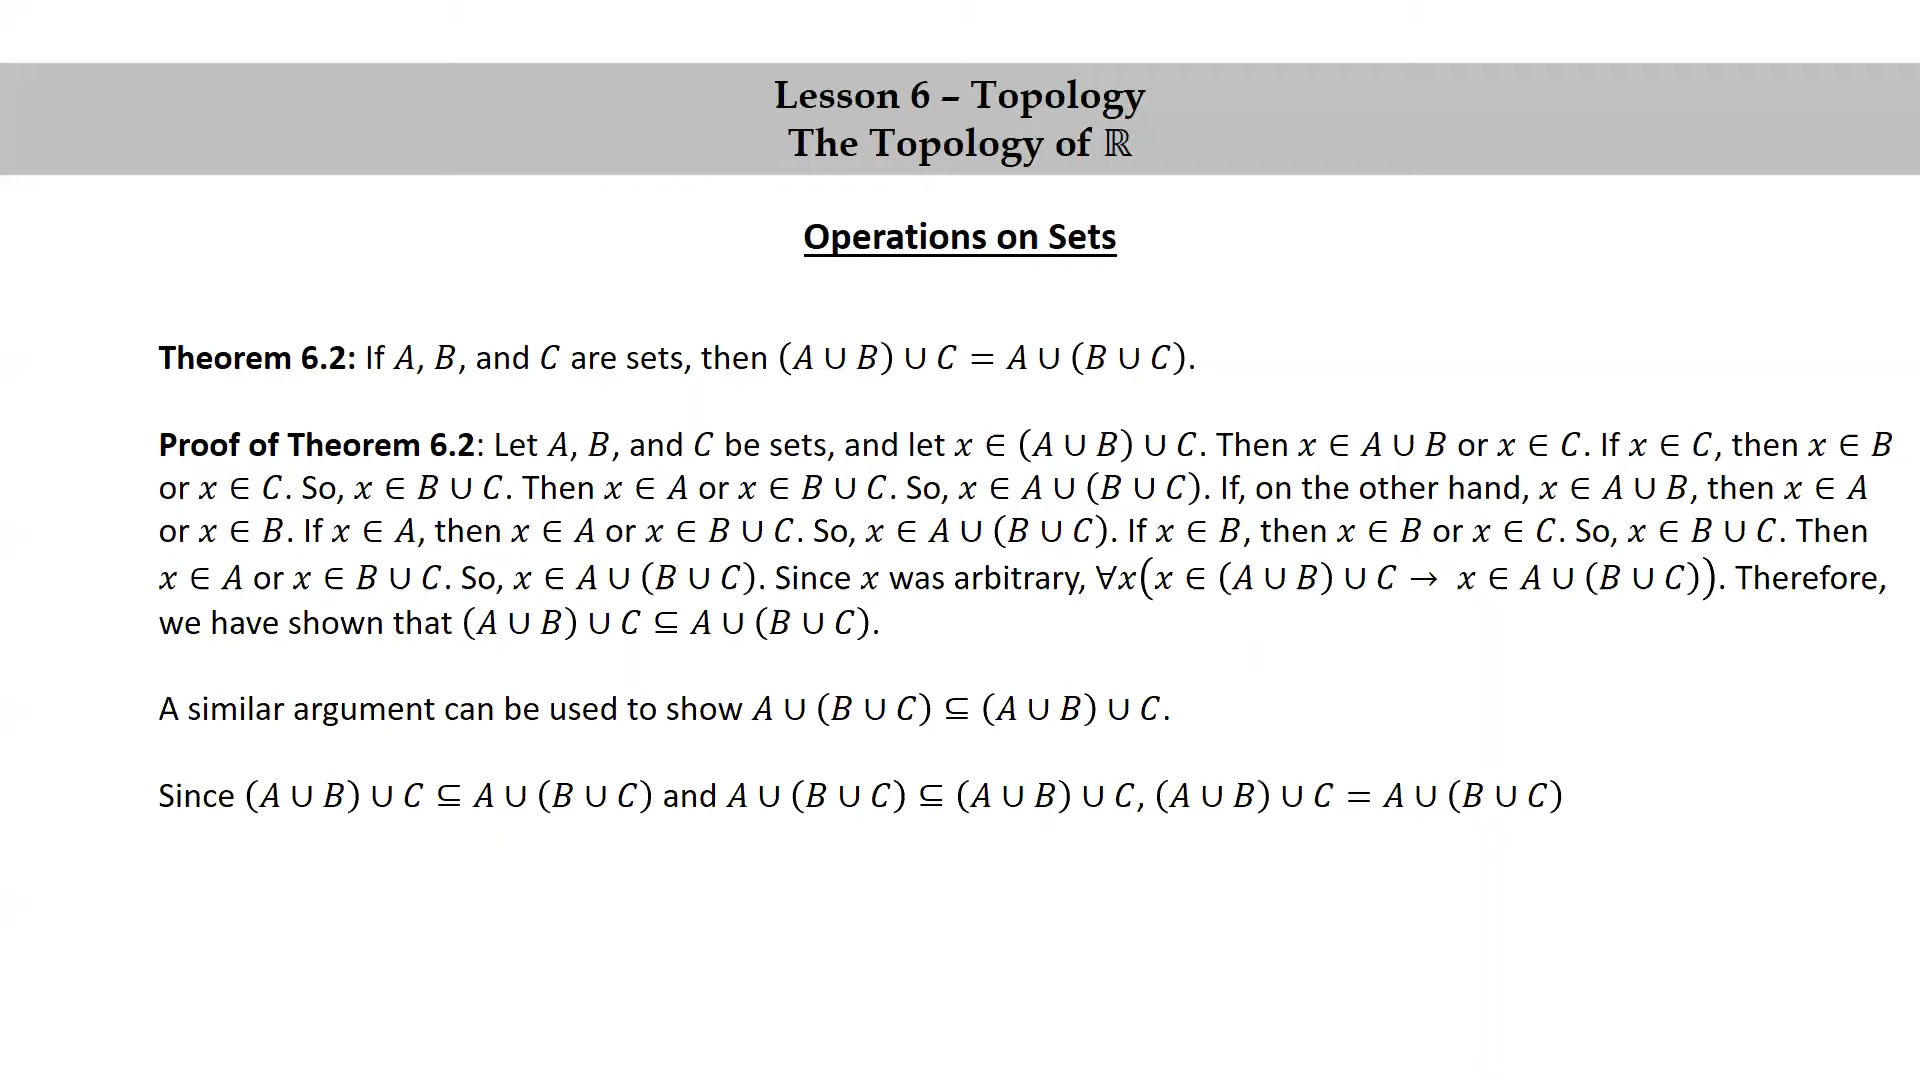 Lesson 6 – Topology
The Topology of ℝ
Operations on Sets
Theorem 6.2: If 𝐴, 𝐵, and 𝐶 are sets, then (𝐴 ∪ 𝐵) ∪ 𝐶 = 𝐴 ∪ (𝐵 ∪ 𝐶).
Proof of Theorem 6.2: Let 𝐴, 𝐵, and 𝐶 be sets, and let 𝑥 ∈ (𝐴 ∪ 𝐵) ∪ 𝐶. Then 𝑥 ∈ 𝐴 ∪ 𝐵 or 𝑥 ∈ 𝐶. If 𝑥 ∈ 𝐶, then 𝑥 ∈ 𝐵
or 𝑥 ∈ 𝐶. So, 𝑥 ∈ 𝐵 ∪ 𝐶. Then 𝑥 ∈ 𝐴 or 𝑥 ∈ 𝐵 ∪ 𝐶. So, 𝑥 ∈ 𝐴 ∪ (𝐵 ∪ 𝐶). If, on the other hand, 𝑥 ∈ 𝐴 ∪ 𝐵, then 𝑥 ∈ 𝐴
or 𝑥 ∈ 𝐵. If 𝑥 ∈ 𝐴, then 𝑥 ∈ 𝐴 or 𝑥 ∈ 𝐵 ∪ 𝐶. So, 𝑥 ∈ 𝐴 ∪ (𝐵 ∪ 𝐶). If 𝑥 ∈ 𝐵, then 𝑥 ∈ 𝐵 or 𝑥 ∈ 𝐶. So, 𝑥 ∈ 𝐵 ∪ 𝐶. Then
𝑥 ∈ 𝐴 or 𝑥 ∈ 𝐵 ∪ 𝐶. So, 𝑥 ∈ 𝐴 ∪ (𝐵 ∪ 𝐶). Since 𝑥 was arbitrary, ∀𝑥(𝑥 ∈ (𝐴 ∪ 𝐵) ∪ 𝐶 → 𝑥 ∈ 𝐴 ∪ (𝐵 ∪ 𝐶)). Therefore,
we have shown that (𝐴 ∪ 𝐵) ∪ 𝐶 ⊆ 𝐴 ∪ (𝐵 ∪ 𝐶).
A similar argument can be used to show 𝐴 ∪ (𝐵 ∪ 𝐶) ⊆ (𝐴 ∪ 𝐵) ∪ 𝐶.
Since (𝐴 ∪ 𝐵) ∪ 𝐶 ⊆ 𝐴 ∪ (𝐵 ∪ 𝐶) and 𝐴 ∪ (𝐵 ∪ 𝐶) ⊆ (𝐴 ∪ 𝐵) ∪ 𝐶, (𝐴 ∪ 𝐵) ∪ 𝐶 = 𝐴 ∪ (𝐵 ∪ 𝐶)